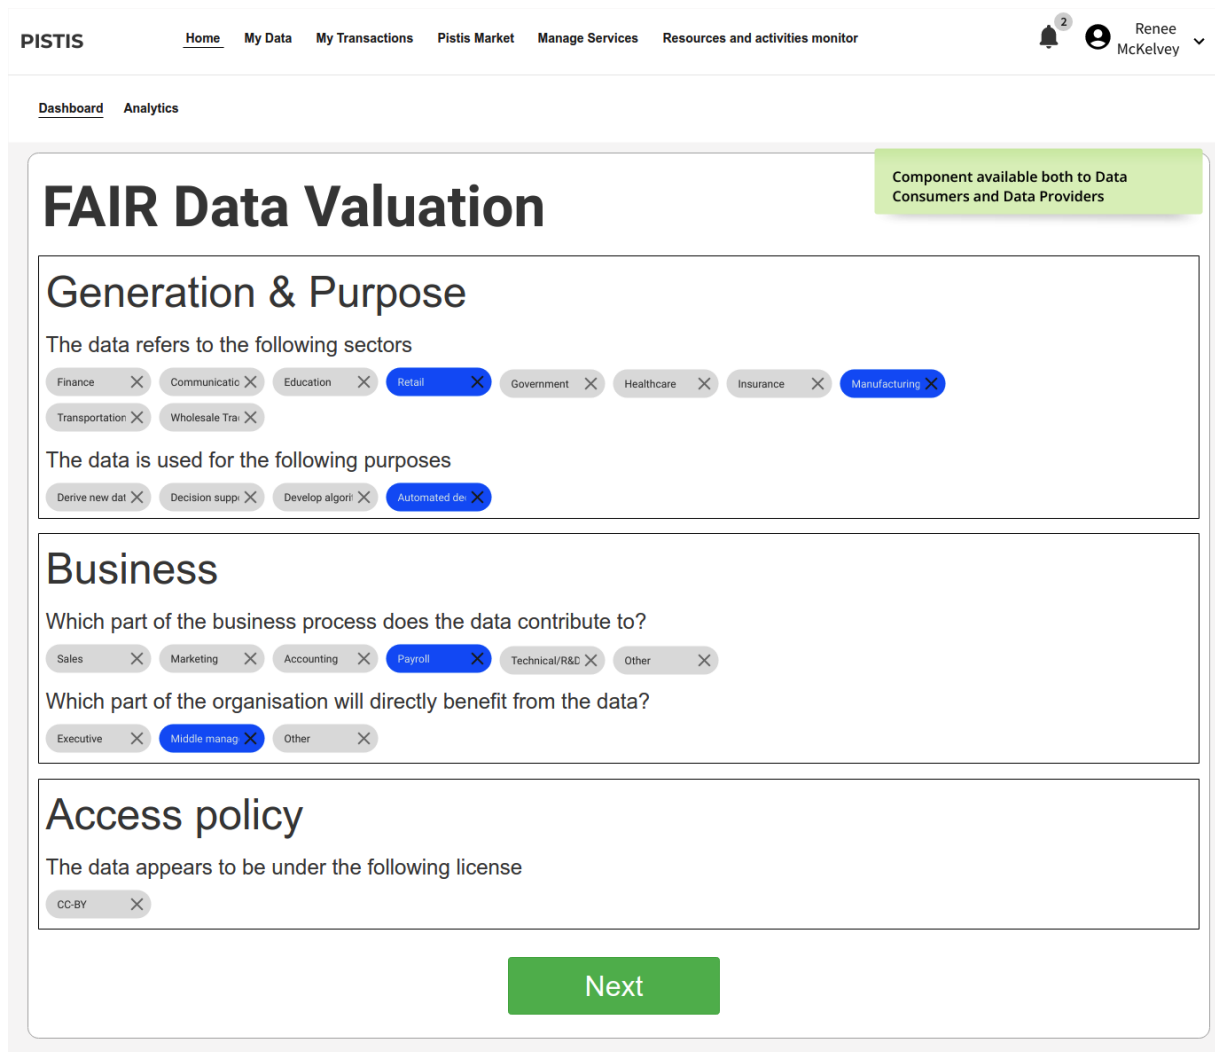 PISTIS
Home My Data My Transactions Pistis Market Manage Services Resources and activities monitor
2
Renee
McKelvey
Dashboard Analytics
Component available both to Data
Consumers and Data Providers
FAIR Data Valuation
Generation & Purpose
The data refers to the following sectors
Finance Communicatio Education Retail Government Healthcare Insurance Manufacturing
Transportation Wholesale Tra
The data is used for the following purposes
Derive new dat Decision supp Develop algorit Automated de
Business
Which part of the business process does the data contribute to?
Sales Marketing Accounting Payroll Technical/R&D Other
Which part of the organisation will directly benefit from the data?
Executive Middle manag Other
Access policy
The data appears to be under the following license
CC-BY
Next